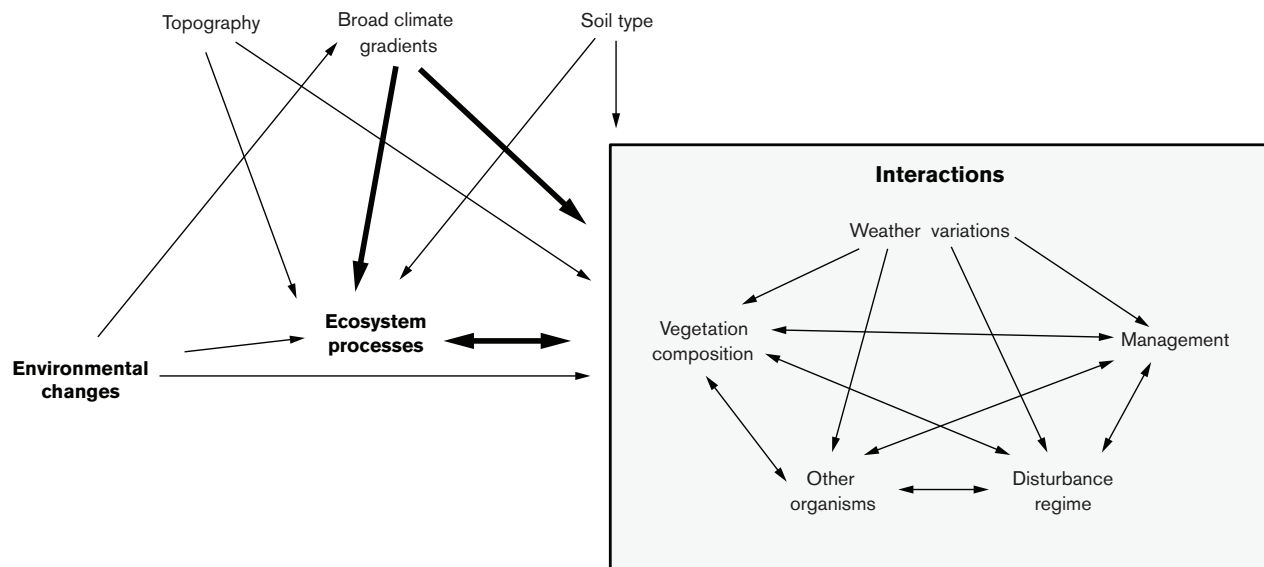 Topography
Broad climate
gradients
Soil type
Interactions
Weather variations
Vegetation
composition
Management
Ecosystem
processes
Environmental
changes
Other
organisms
Disturbance
regime